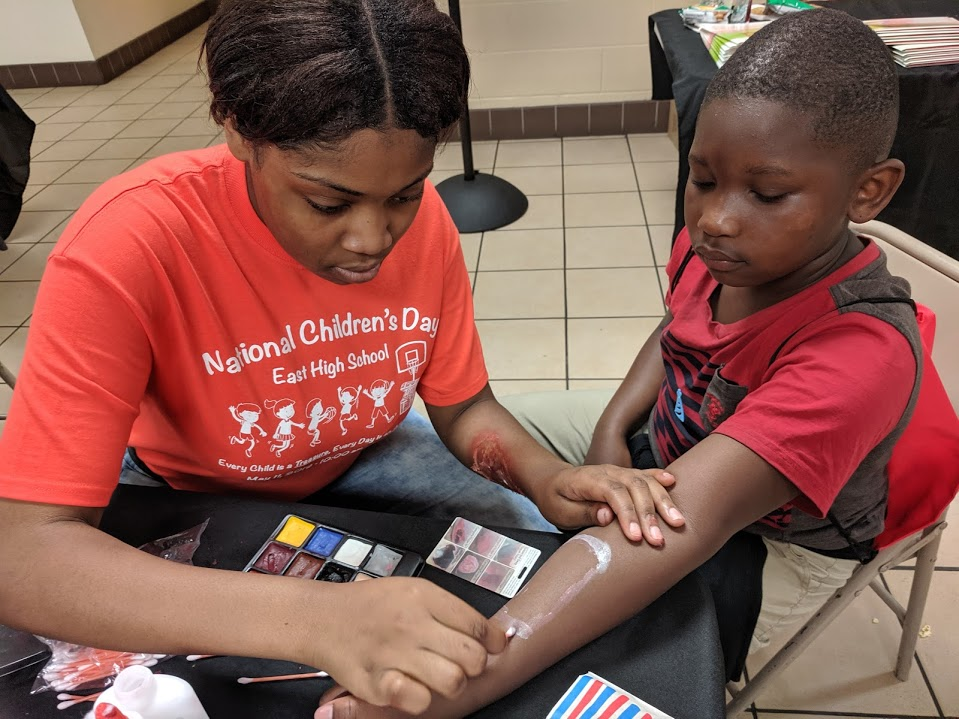 National Children's Day
East High School
Every Child is a Treasure, Every Day is